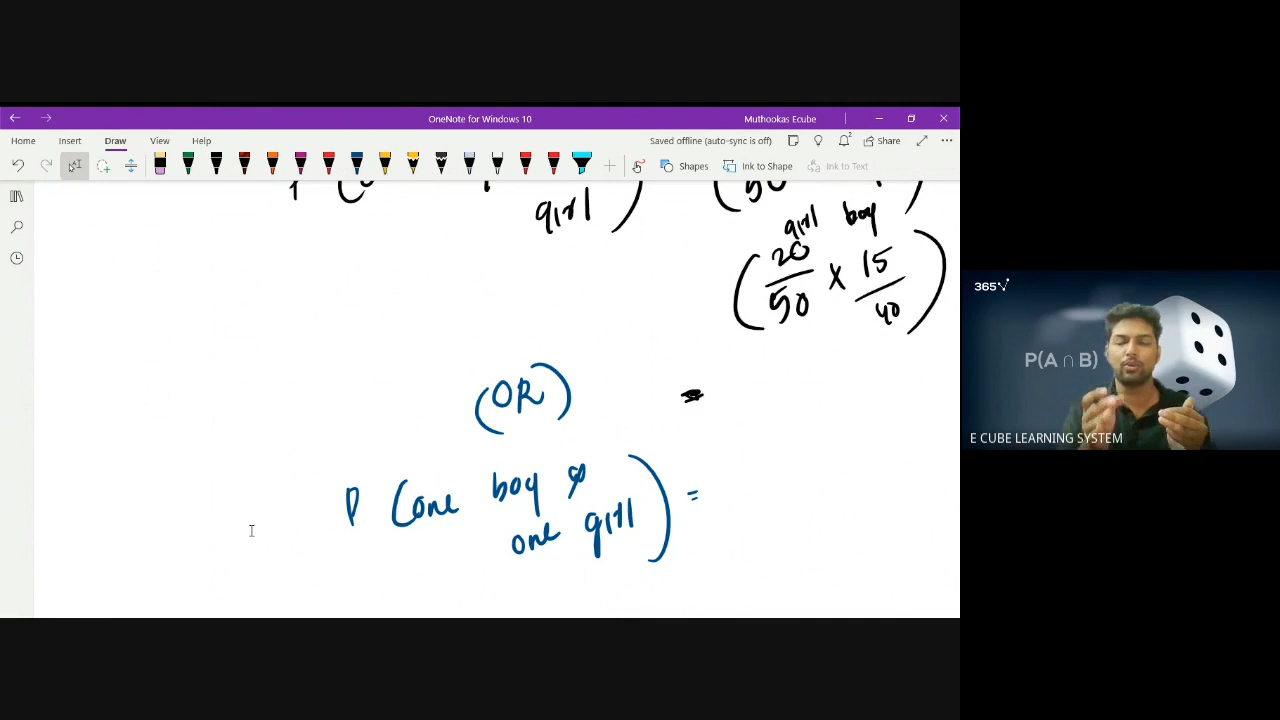 OneNote for Windows 10
Muthookas Ecube
Home Insert Draw View Help
Saved offline (auto-sync is off)
2
Share
Shapes
Ink to Shape
Ink to Text
girl
50
girl boy
(20/50 × 15/40)
(OR)
P (one boy &
one girl) =
365
P(A ∩ B)
E CUBE LEARNING SYSTEM